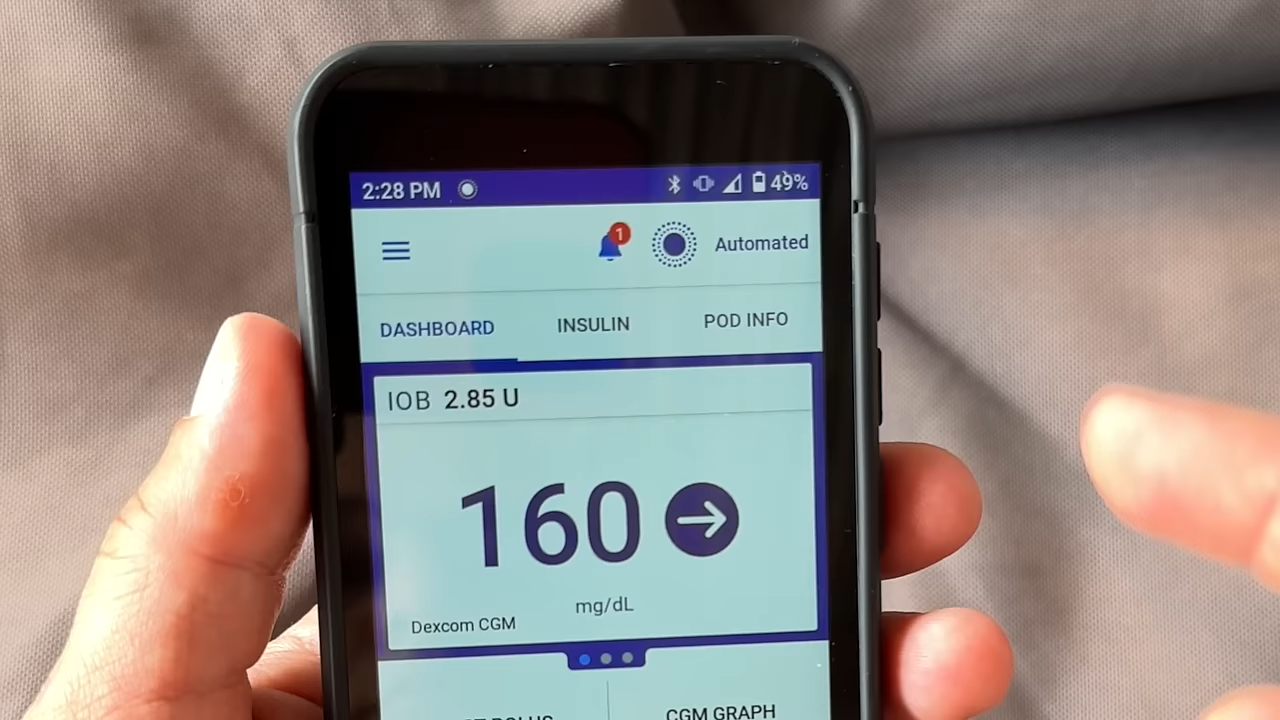 2:28 PM 49%
1 Automated
DASHBOARD INSULIN POD INFO
IOB 2.85 U
160
mg/dL
Dexcom CGM
CGM GRAPH